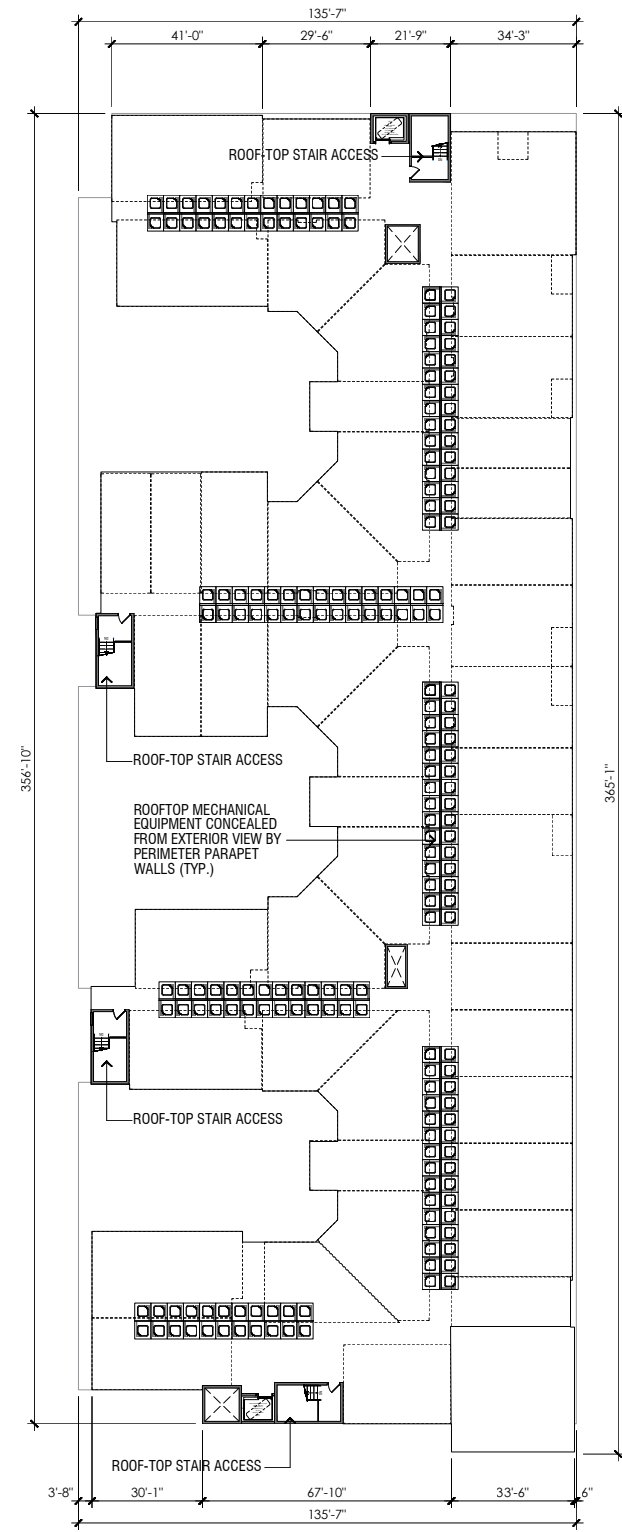 135'-7"
41'-0" 29'-6" 21'-9" 34'-3"
ROOF-TOP STAIR ACCESS
356'-10"
365'-1"
ROOF-TOP STAIR ACCESS
ROOFTOP MECHANICAL
EQUIPMENT CONCEALED
FROM EXTERIOR VIEW BY
PERIMETER PARAPET
WALLS (TYP.)
ROOF-TOP STAIR ACCESS
ROOF-TOP STAIR ACCESS
3'-8" 30'-1" 67'-10" 33'-6" 6"
135'-7"